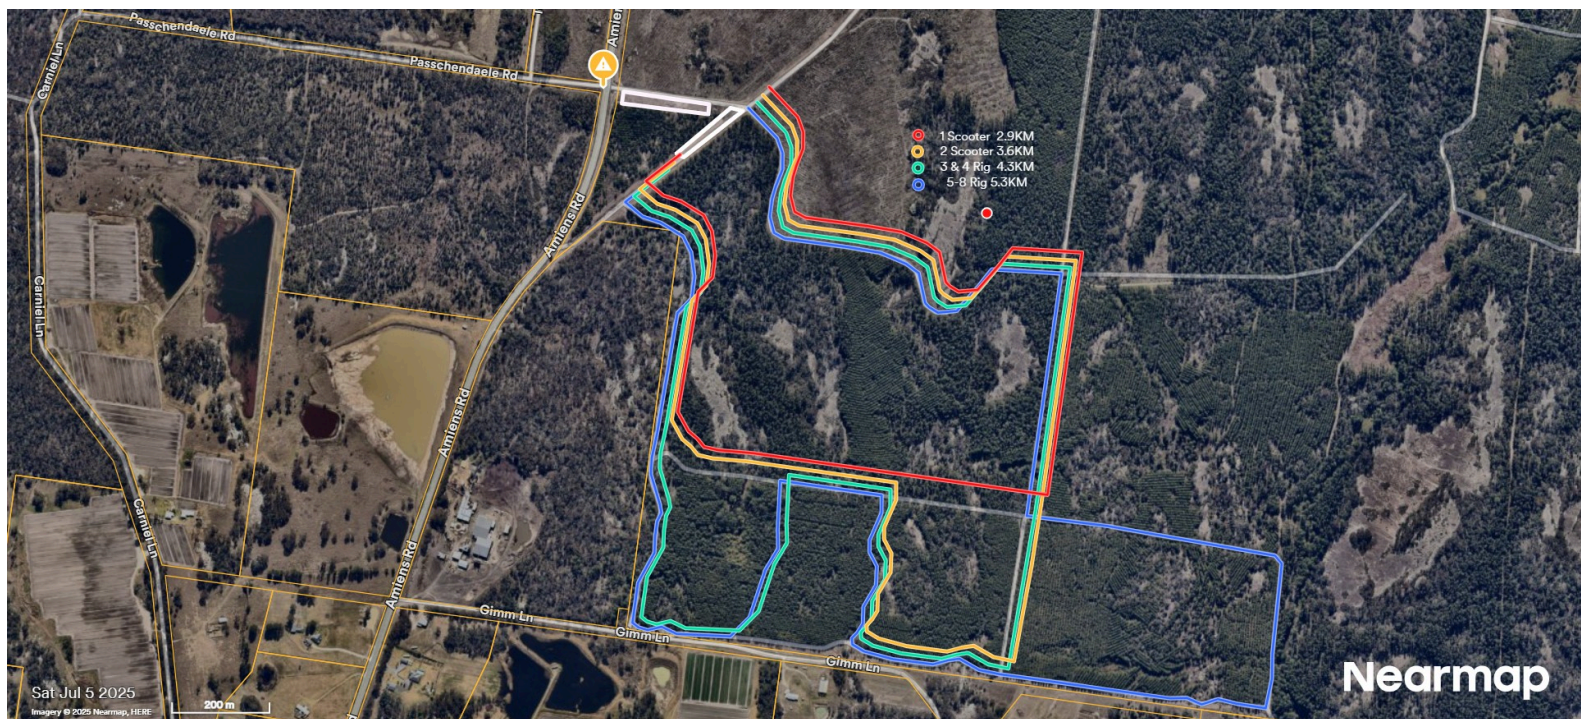 Passchendaele Rd
Amien
Carniel Ln
Passchendaele Rd
1 Scooter 2.9KM
2 Scooter 3.6KM
3 & 4 Rig 4.3KM
5-8 Rig 5.3KM
Amiens Rd
Carniel Ln
Amiens Rd
Carniel Ln
Amiens Rd
Gimm Ln
Gimm Ln
Gimm Ln
Nearmap
Sat Jul 5 2025
200 m
Imagery © 2025 Nearmap, HERE